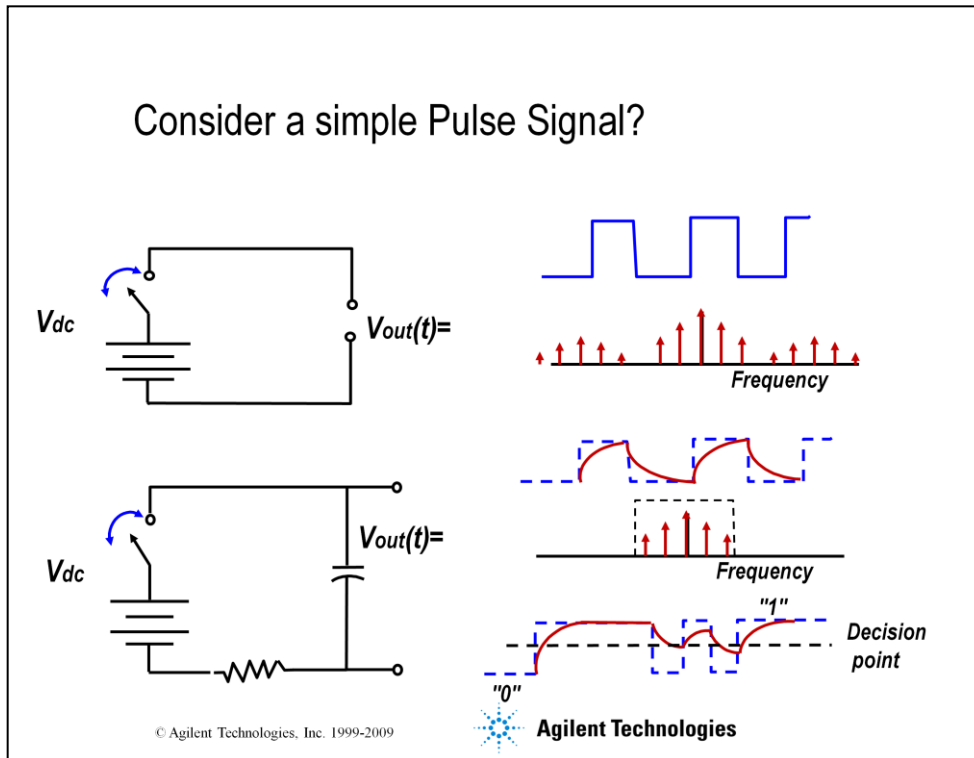 Consider a simple Pulse Signal?
Vdc
Vout(t)=
Frequency
Vdc
Vout(t)=
Frequency
"1"
Decision
point
"0"
© Agilent Technologies, Inc. 1999-2009
Agilent Technologies